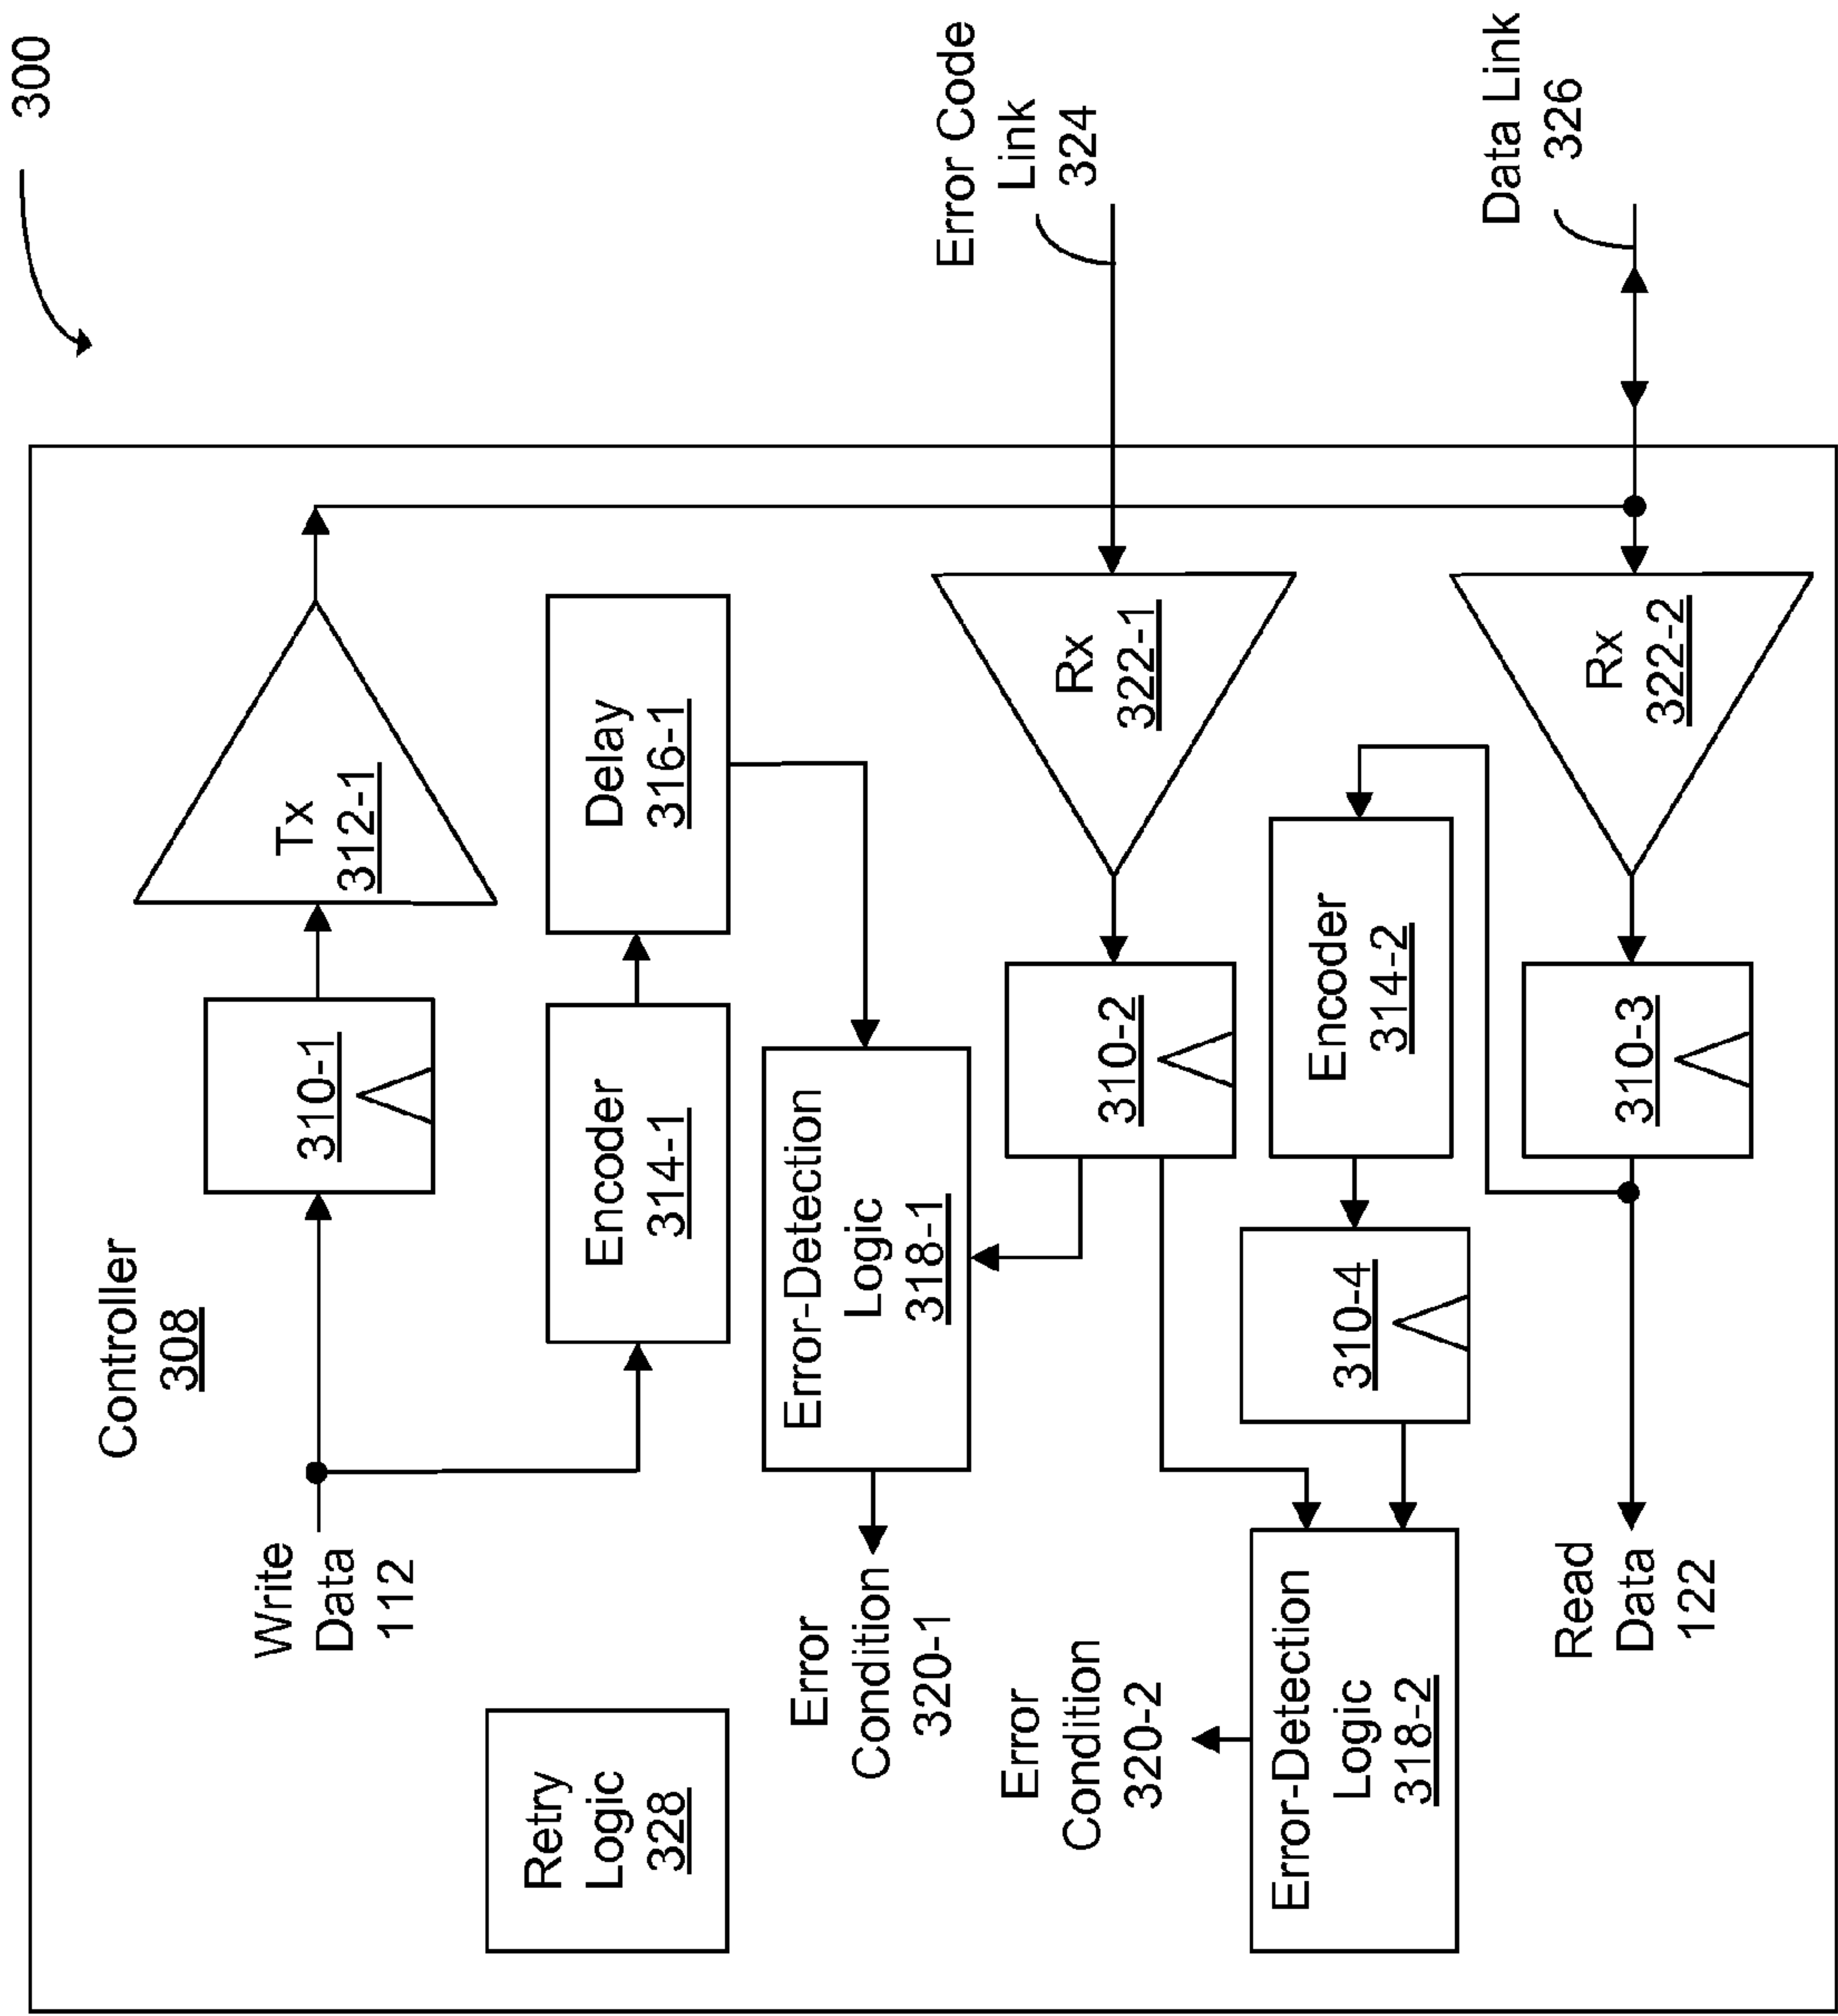 300
Controller
308
Write
Data
112
310-1
Tx
312-1
Retry
Logic
328
Encoder
314-1
Delay
316-1
Error
Condition
320-1
Error-Detection
Logic
318-1
Error Code
Link
324
310-2
Rx
322-1
Error
Condition
320-2
Error-Detection
Logic
318-2
310-4
Encoder
314-2
Read
Data
122
310-3
Rx
322-2
Data Link
326